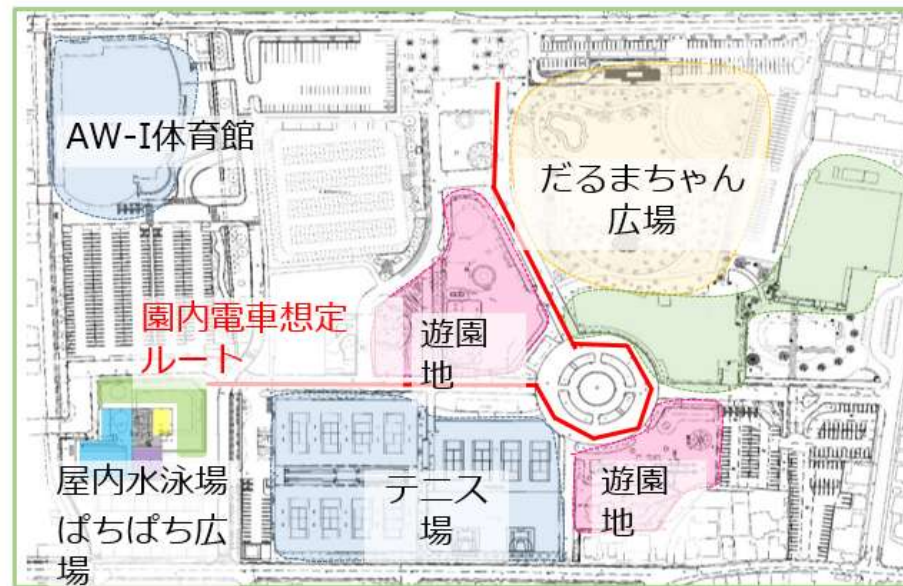 AW-I体育館
だるまちゃん
広場
園内電車想定
ルート
遊園
地
屋内水泳場
ぱちぱち広
場
テニス
場
遊園
地